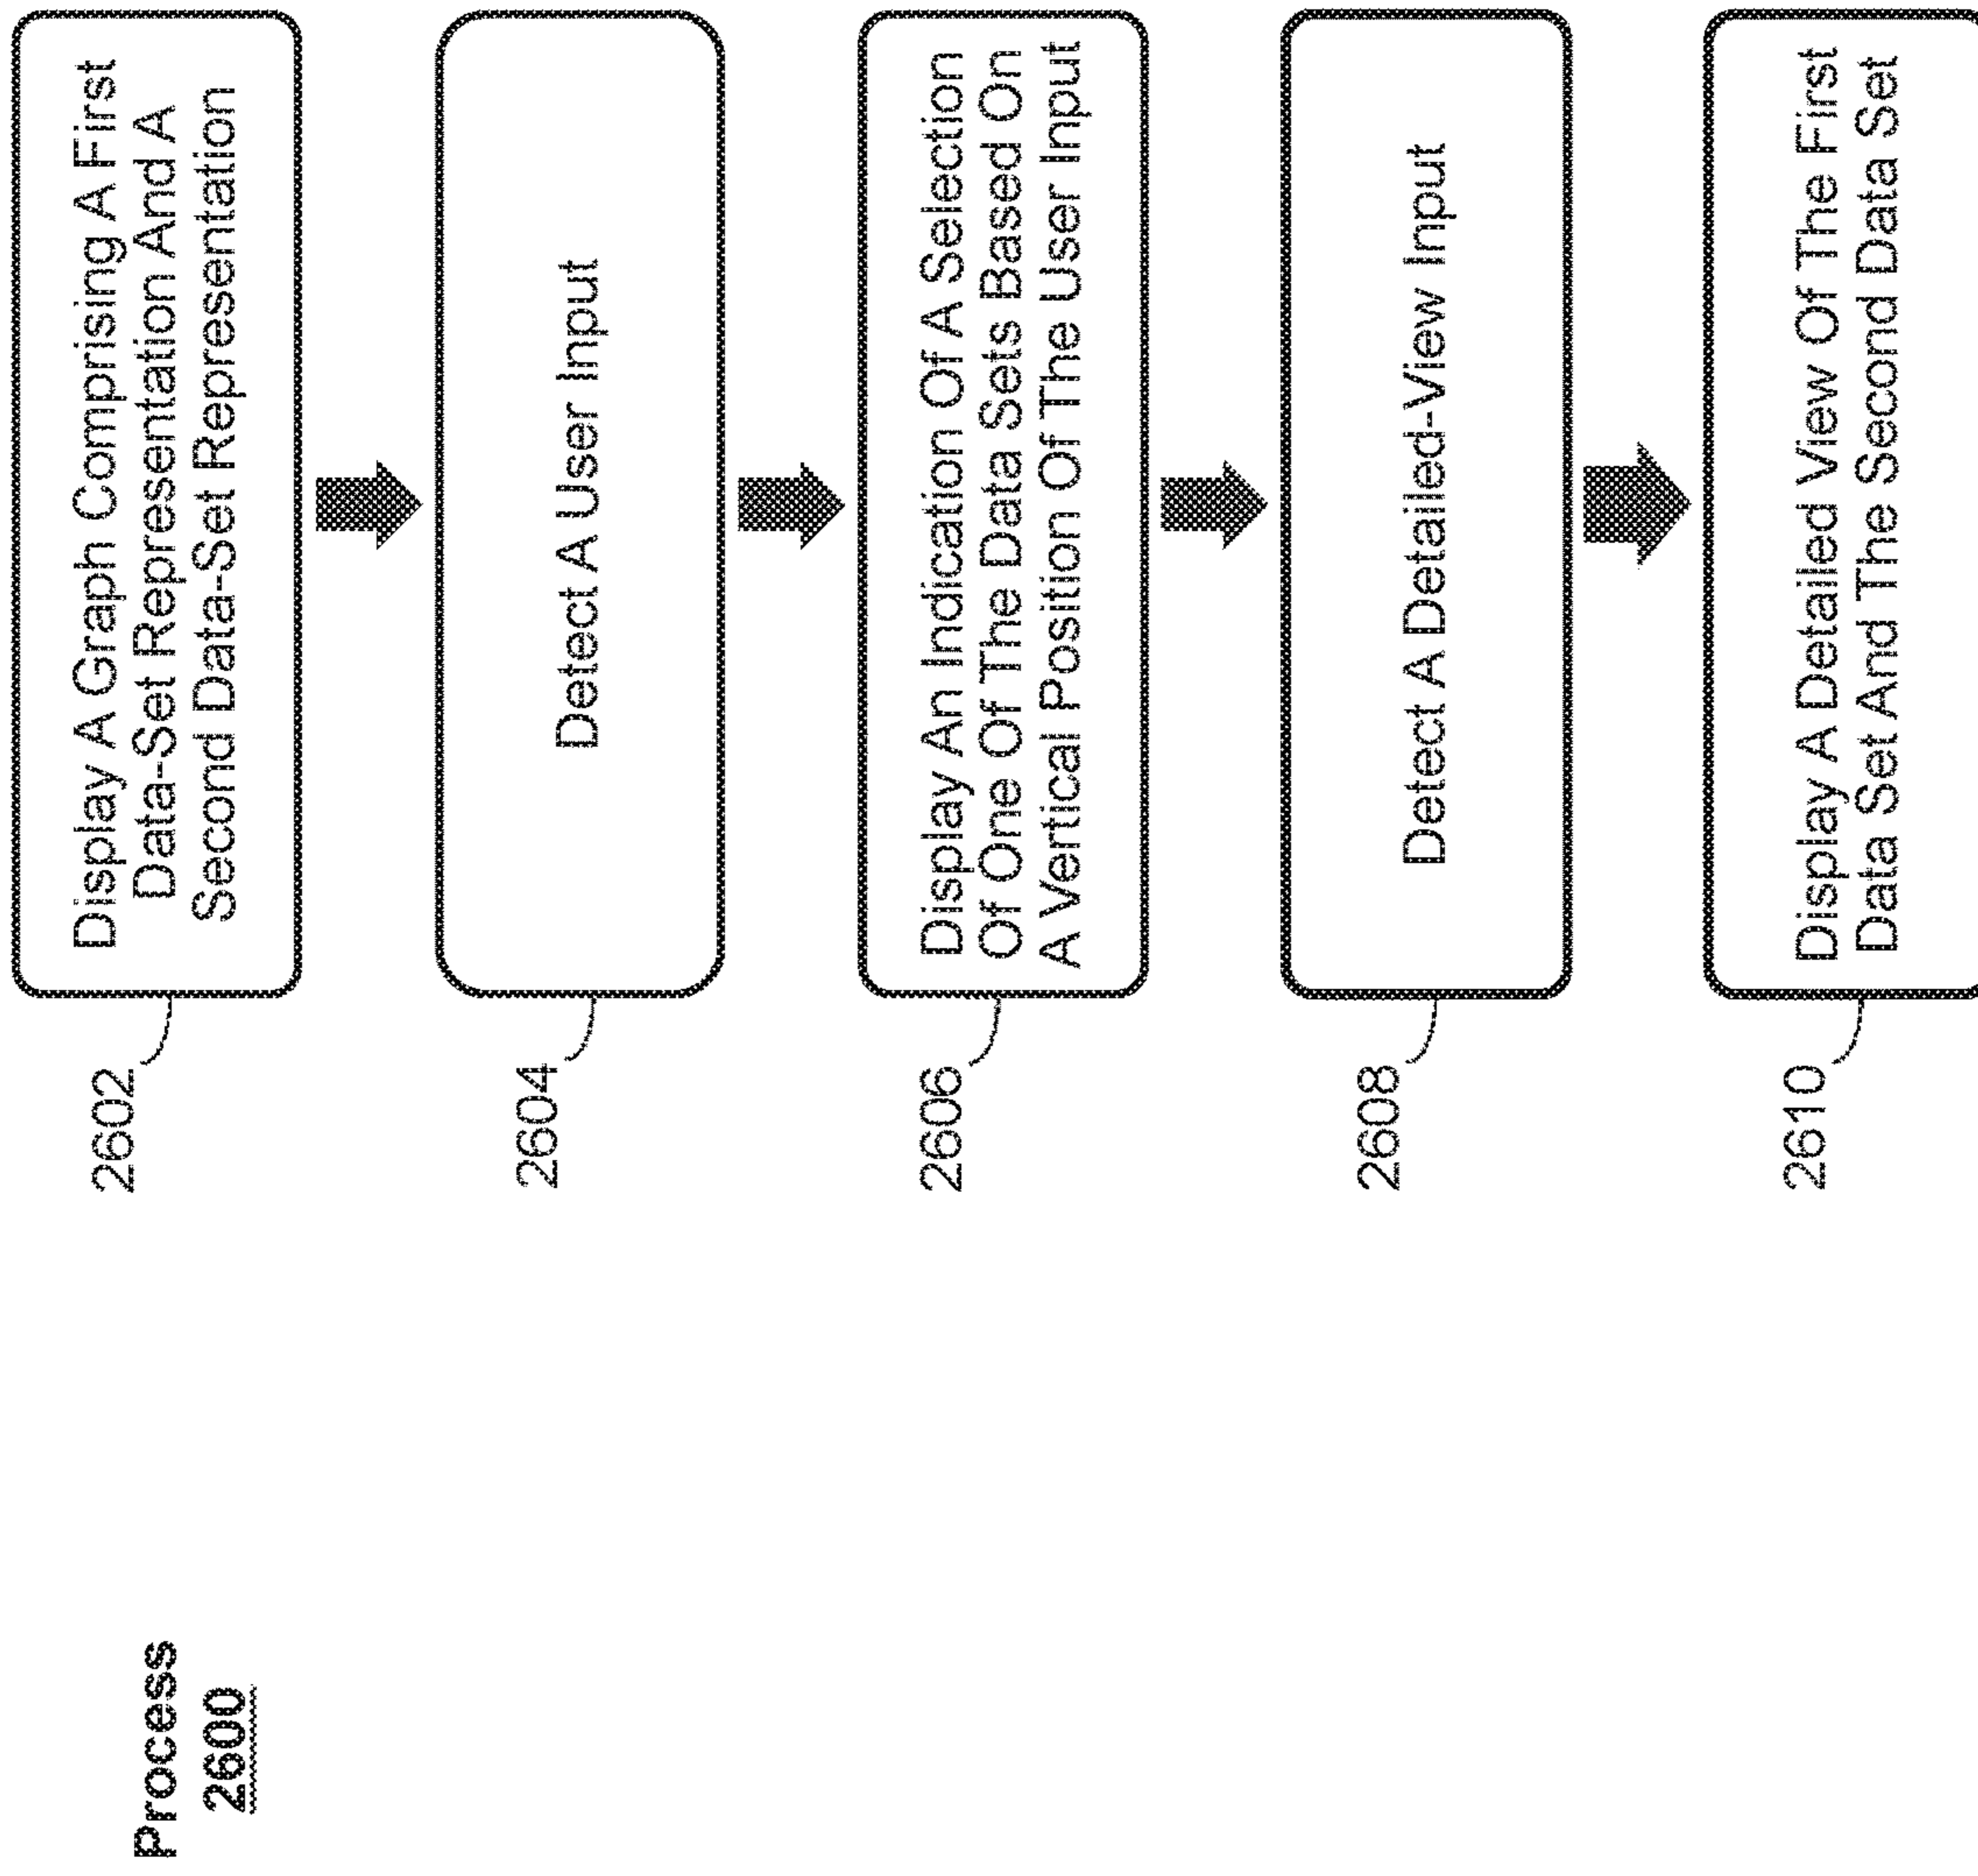 Process
2600
2602
Display A Graph Comprising A First
Data-Set Representation And A
Second Data-Set Representation
2604
Detect A User Input
2606
Display An Indication Of A Selection
Of One Of The Data Sets Based On
A Vertical Position Of The User Input
2608
Detect A Detailed-View Input
2610
Display A Detailed View Of The First
Data Set And The Second Data Set